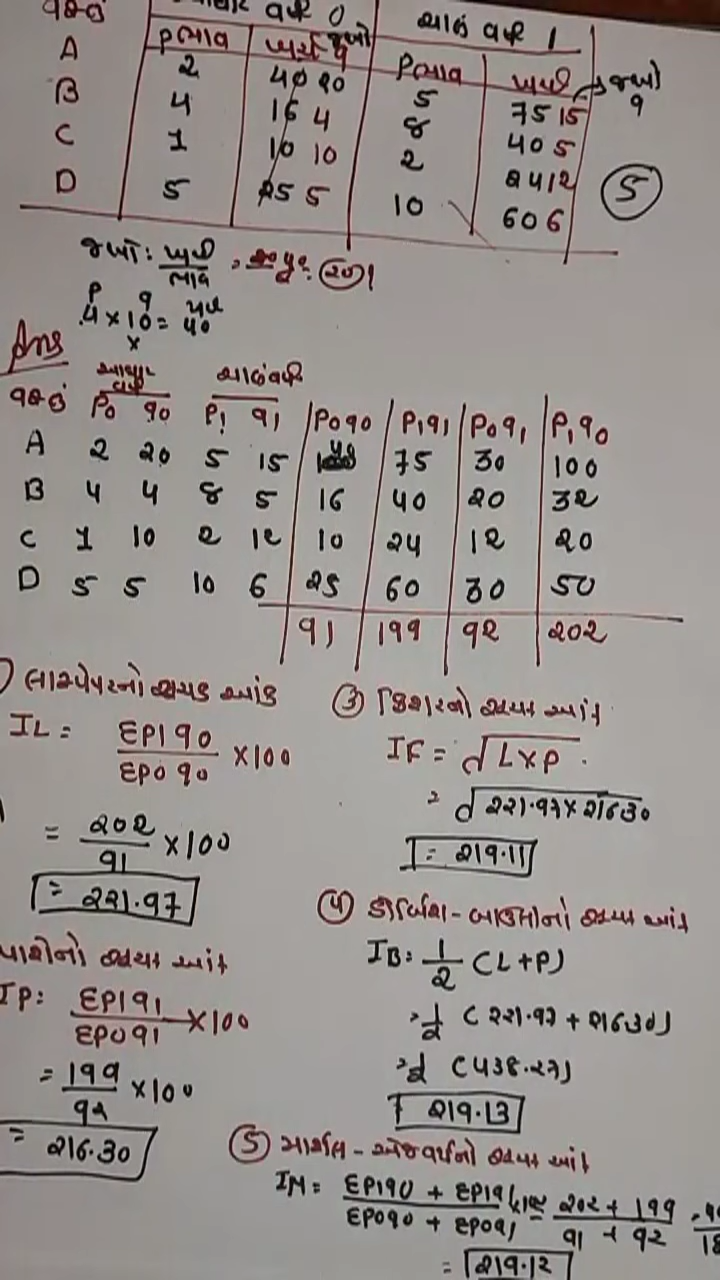 વસ્તુ આધાર વર્ષ 0 ચાલુ વર્ષ 1
P ભાવ ખર્ચ જથ્થો P ભાવ ખર્ચ → જથ્થો q
A 2 40 20 5 75 15
B 4 16 4 8 40 5
C 1 10 10 2 24 12
D 5 25 5 10 60 6
(5)
જથ્થો: ખર્ચ / ભાવ
P q ખર્ચ
4 × 10 = 40
x
Ans
વસ્તુ આધાર વર્ષ ચાલુ વર્ષ
P0 q0 P1 q1 P0q0 P1q1 P0q1 P1q0
A 2 20 5 15 40 75 30 100
B 4 4 8 5 16 40 20 32
C 1 10 2 12 10 24 12 20
D 5 5 10 6 25 60 30 50
91 199 92 202
લાસ્પેયરનો સૂચક આંક
IL = ΣP1q0 / ΣP0q0 × 100
= 202 / 91 × 100
= 221.97
પાશેનો સૂચક આંક
IP: ΣP1q1 / ΣP0q1 × 100
= 199 / 92 × 100
= 216.30
(3) ફિશરનો સૂચક આંક
IF = √L×P
= √221.97×216.30
I = 219.11
(4) ડોર્બિશ - બાઉલીનો સૂચક આંક
IB: 1/2 (L+P)
= 1/2 (221.97 + 216.30)
= 1/2 (438.27)
219.13
(5) માર્શલ - એજવર્થનો સૂચક આંક
IM = ΣP1q0 + ΣP1q1 / ΣP0q0 + ΣP0q1 ×100 = 202 + 199 / 91 + 92
= 219.12